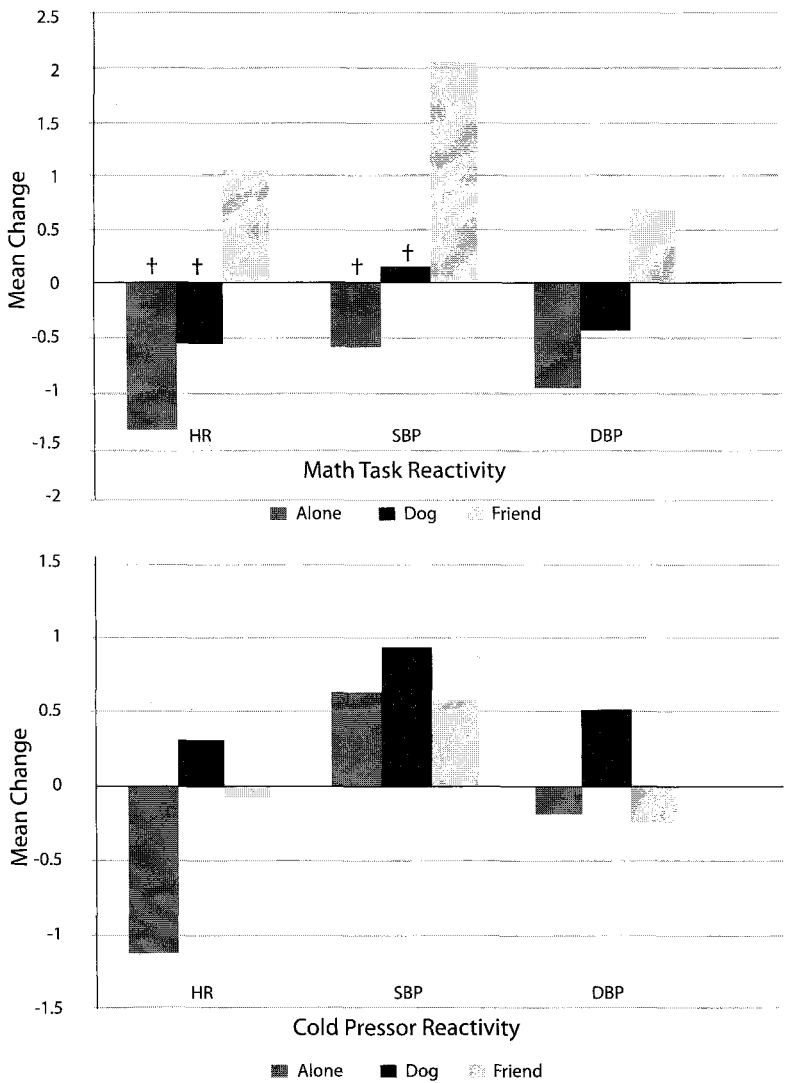 2.5
2
1.5
1
0.5
0
-0.5
-1
-1.5
-2
Mean Change
† †
† †
HR SBP DBP
Math Task Reactivity
Alone Dog Friend
1.5
1
0.5
0
-0.5
-1
-1.5
Mean Change
HR SBP DBP
Cold Pressor Reactivity
Alone Dog Friend